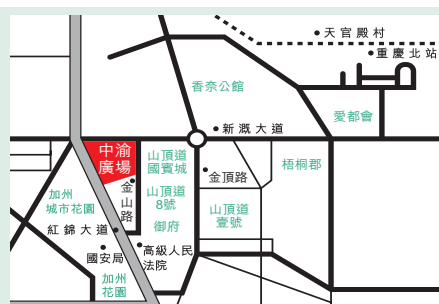 天官殿村
重慶北站
香奈公館
愛都會
新溉大道
中渝
廣場
山頂道
國賓城
梧桐郡
金頂路
金山路
加州
城市花園
山頂道
8號
山頂道
壹號
御府
紅錦大道
國安局
高級人民
法院
加州
花園